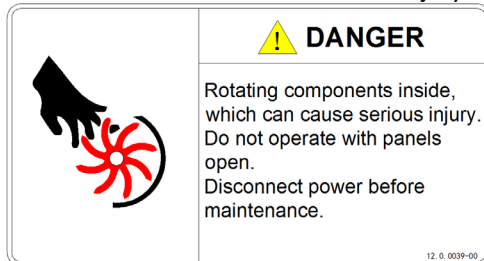 ! DANGER
Rotating components inside,
which can cause serious injury.
Do not operate with panels
open.
Disconnect power before
maintenance.
12. 0. 0039-00